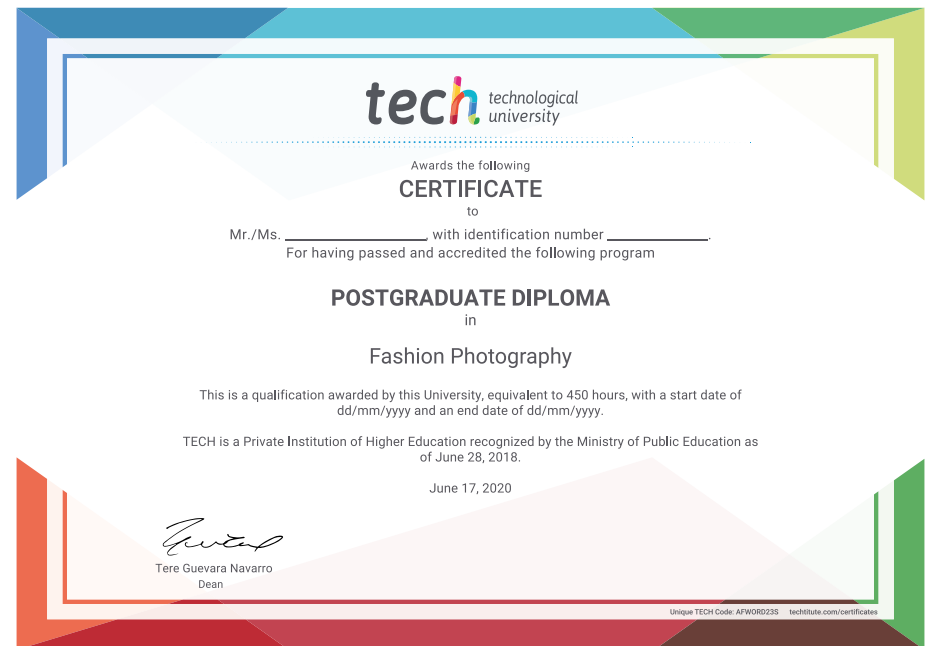 tech technological
university
Awards the following
CERTIFICATE
to
Mr./Ms. ____________________, with identification number ______________.
For having passed and accredited the following program
POSTGRADUATE DIPLOMA
in
Fashion Photography
This is a qualification awarded by this University, equivalent to 450 hours, with a start date of
dd/mm/yyyy and an end date of dd/mm/yyyy.
TECH is a Private Institution of Higher Education recognized by the Ministry of Public Education as
of June 28, 2018.
June 17, 2020
Tere Guevara Navarro
Dean
Unique TECH Code: AFWORD23S techtitute.com/certificates